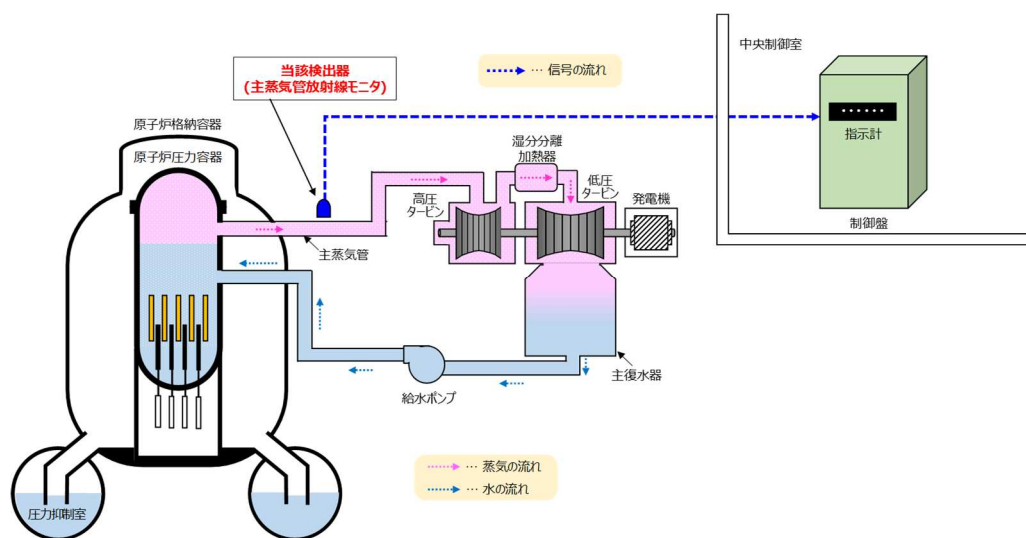 当該検出器
(主蒸気管放射線モニタ)
･･･ 信号の流れ
中央制御室
指示計
制御盤
原子炉格納容器
原子炉圧力容器
湿分分離
加熱器
高圧
タービン
低圧
タービン
発電機
主蒸気管
主復水器
給水ポンプ
圧力抑制室
･･･ 蒸気の流れ
･･･ 水の流れ